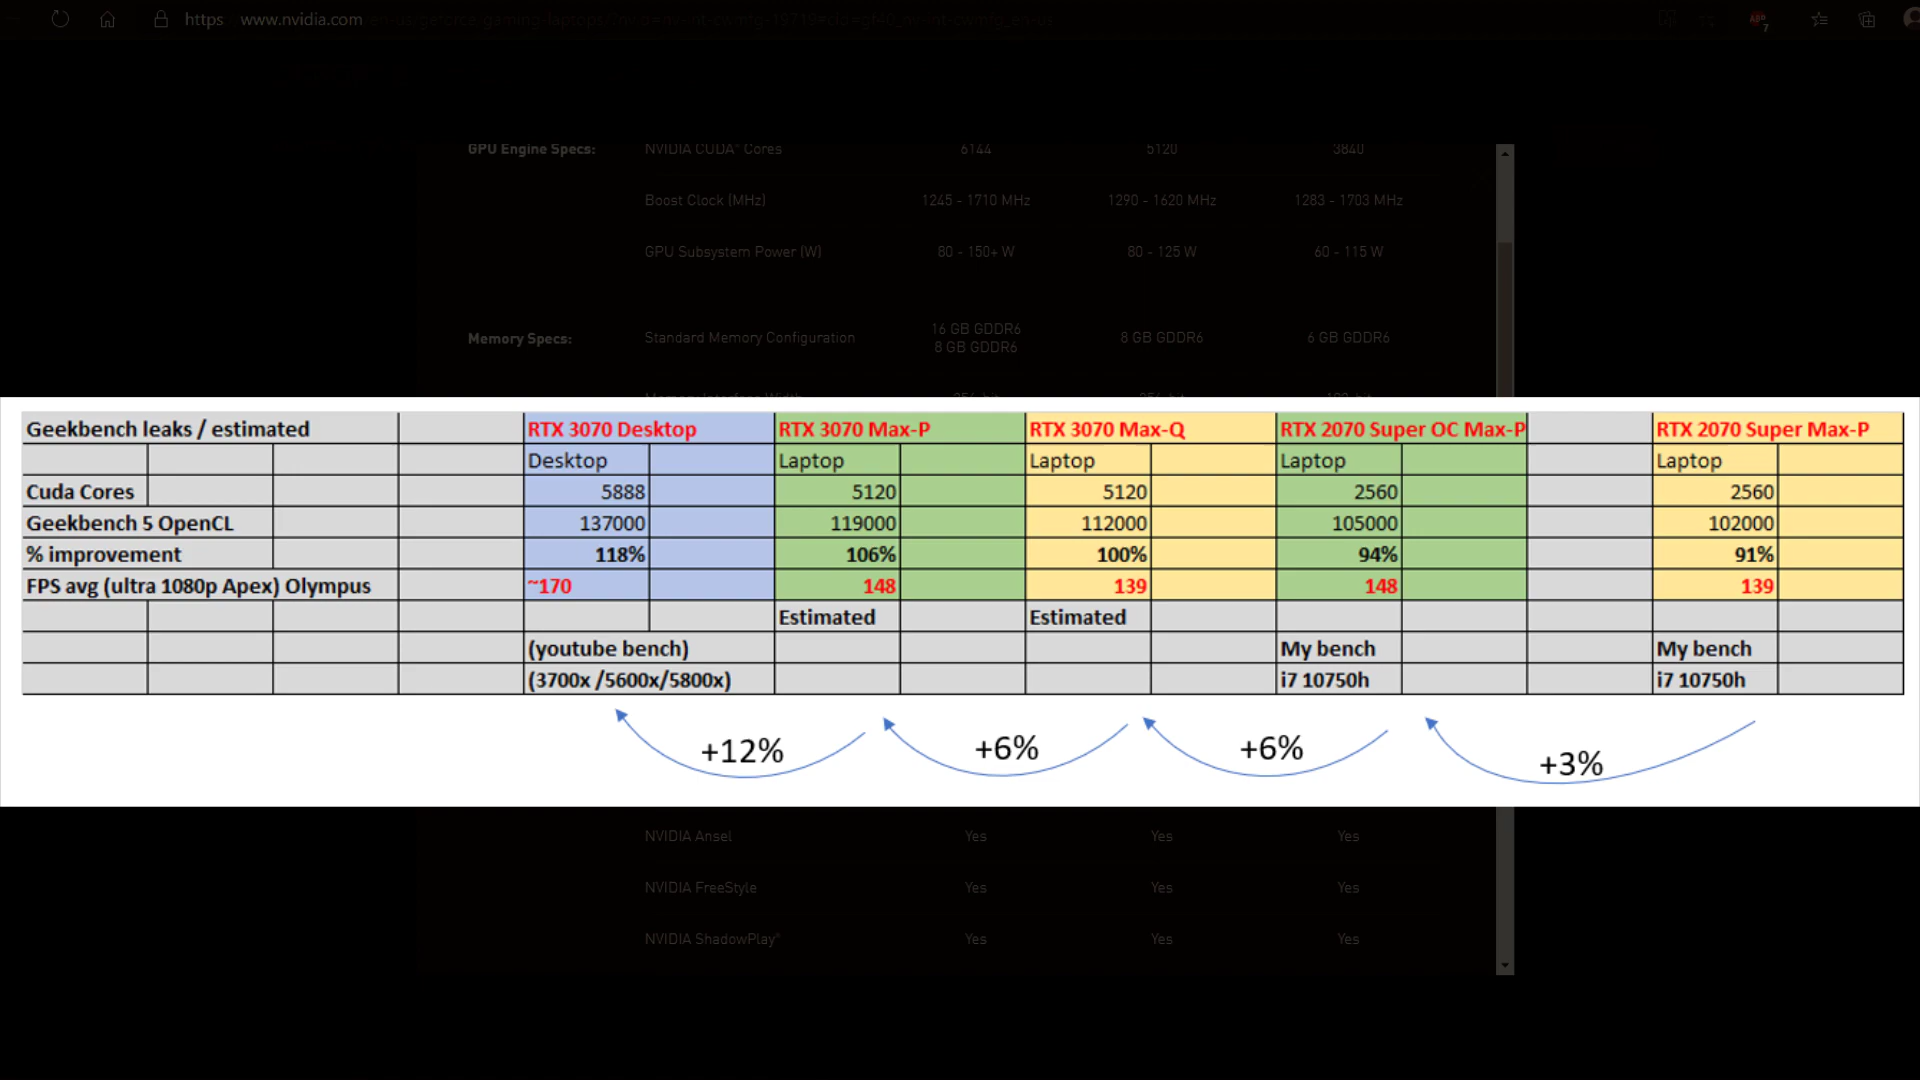 https www.nvidia.com/en-us/geforce/gaming-laptops/
GPU Engine Specs: NVIDIA CUDA® Cores 6144 5120 3840
Boost Clock (MHz) 1245 - 1710 MHz 1290 - 1620 MHz 1283 - 1703 MHz
GPU Subsystem Power (W) 80 - 150+ W 80 - 125 W 60 - 115 W
Memory Specs: Standard Memory Configuration 16 GB GDDR6 8 GB GDDR6 6 GB GDDR6
8 GB GDDR6
Geekbench leaks / estimated RTX 3070 Desktop RTX 3070 Max-P RTX 3070 Max-Q RTX 2070 Super OC Max-P RTX 2070 Super Max-P
Desktop Laptop Laptop Laptop Laptop
Cuda Cores 5888 5120 5120 2560 2560
Geekbench 5 OpenCL 137000 119000 112000 105000 102000
% improvement 118% 106% 100% 94% 91%
FPS avg (ultra 1080p Apex) Olympus ~170 148 139 148 139
Estimated Estimated
(youtube bench) My bench My bench
(3700x /5600x/5800x) i7 10750h i7 10750h
+12% +6% +6% +3%
NVIDIA Ansel Yes Yes Yes
NVIDIA FreeStyle Yes Yes Yes
NVIDIA ShadowPlay® Yes Yes Yes